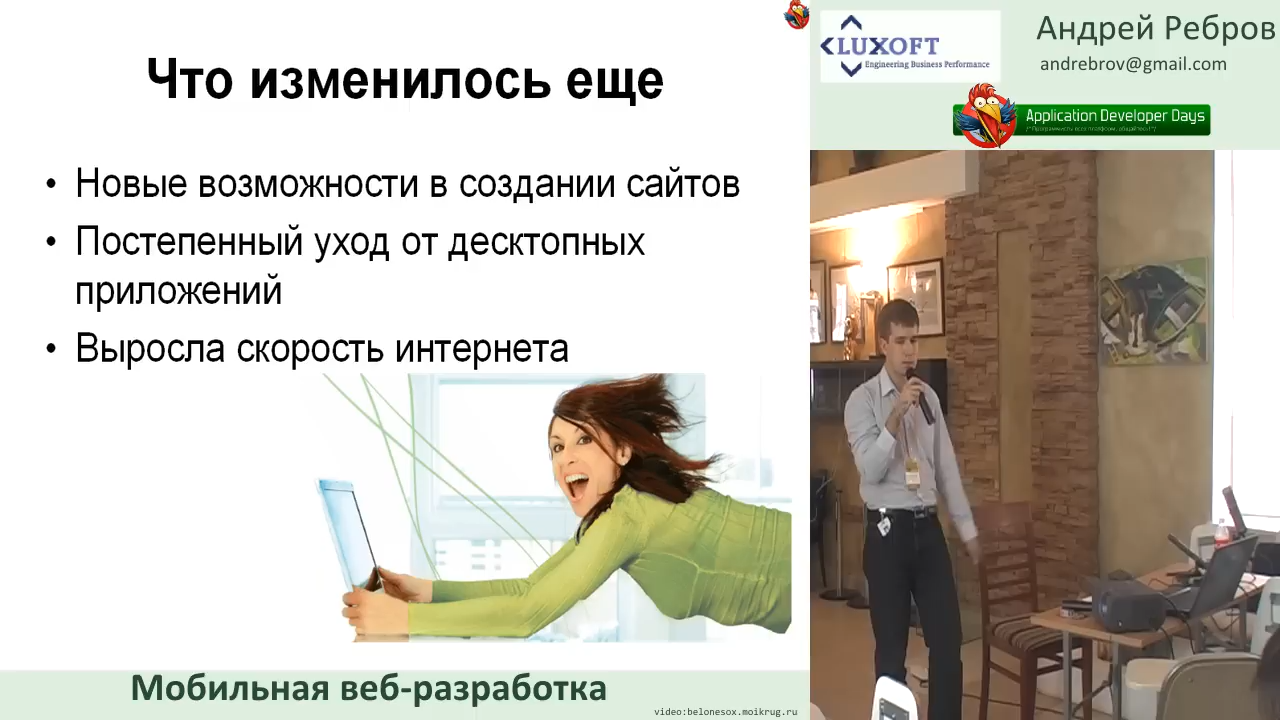 Что изменилось еще
• Новые возможности в создании сайтов
• Постепенный уход от десктопных
приложений
• Выросла скорость интернета
Мобильная веб-разработка
video:belonesox.moikrug.ru
LUXOFT
Engineering Business Performance
Андрей Ребров
andrebrov@gmail.com
Application Developer Days